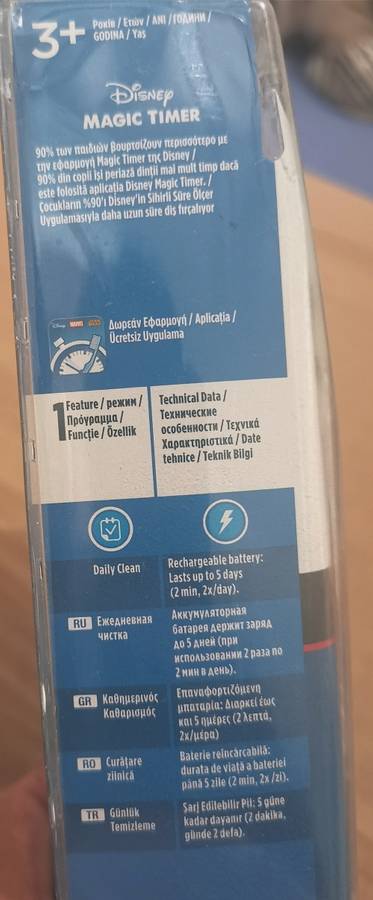 3+
Рокiв / Ετών / ANI / ГОДИНИ /
GODINA / Yaş
Disney
MAGIC TIMER
90% των παιδιών βουρτσίζουν περισσότερο με
την εφαρμογή Magic Timer της Disney /
90% din copii își periază dinții mai mult timp dacă
este folosită aplicația Disney Magic Timer. /
Çocukların %90'ı Disney'in Sihirli Süre Ölçer
Uygulamasıyla daha uzun süre diş fırçalıyor
Disney MARVEL
Δωρεάν Εφαρμογή / Aplicația /
Ücretsiz Uygulama
1 Feature / режим /
Πρόγραμμα /
Funcție / Özellik
Technical Data /
Технические
особенности / Τεχνικά
Χαρακτηριστικά / Date
tehnice / Teknik Bilgi
Daily Clean
Rechargeable battery:
Lasts up to 5 days
(2 min, 2x/day).
RU Ежедневная
чистка
Аккумуляторная
батарея держит заряд
до 5 дней (при
использовании 2 раза по
2 мин в день).
GR Καθημερινός
Καθαρισμός
Επαναφορτιζόμενη
μπαταρία: Διαρκεί έως
και 5 ημέρες (2 λεπτα,
2x/μέρα)
RO Curățare
zilnică
Baterie reîncărcabilă:
durata de viață a bateriei
până 5 zile (2 min, 2x /zi).
TR Günlük
Temizleme
Şarj Edilebilir Pil: 5 güne
kadar dayanır (2 dakika,
günde 2 defa).